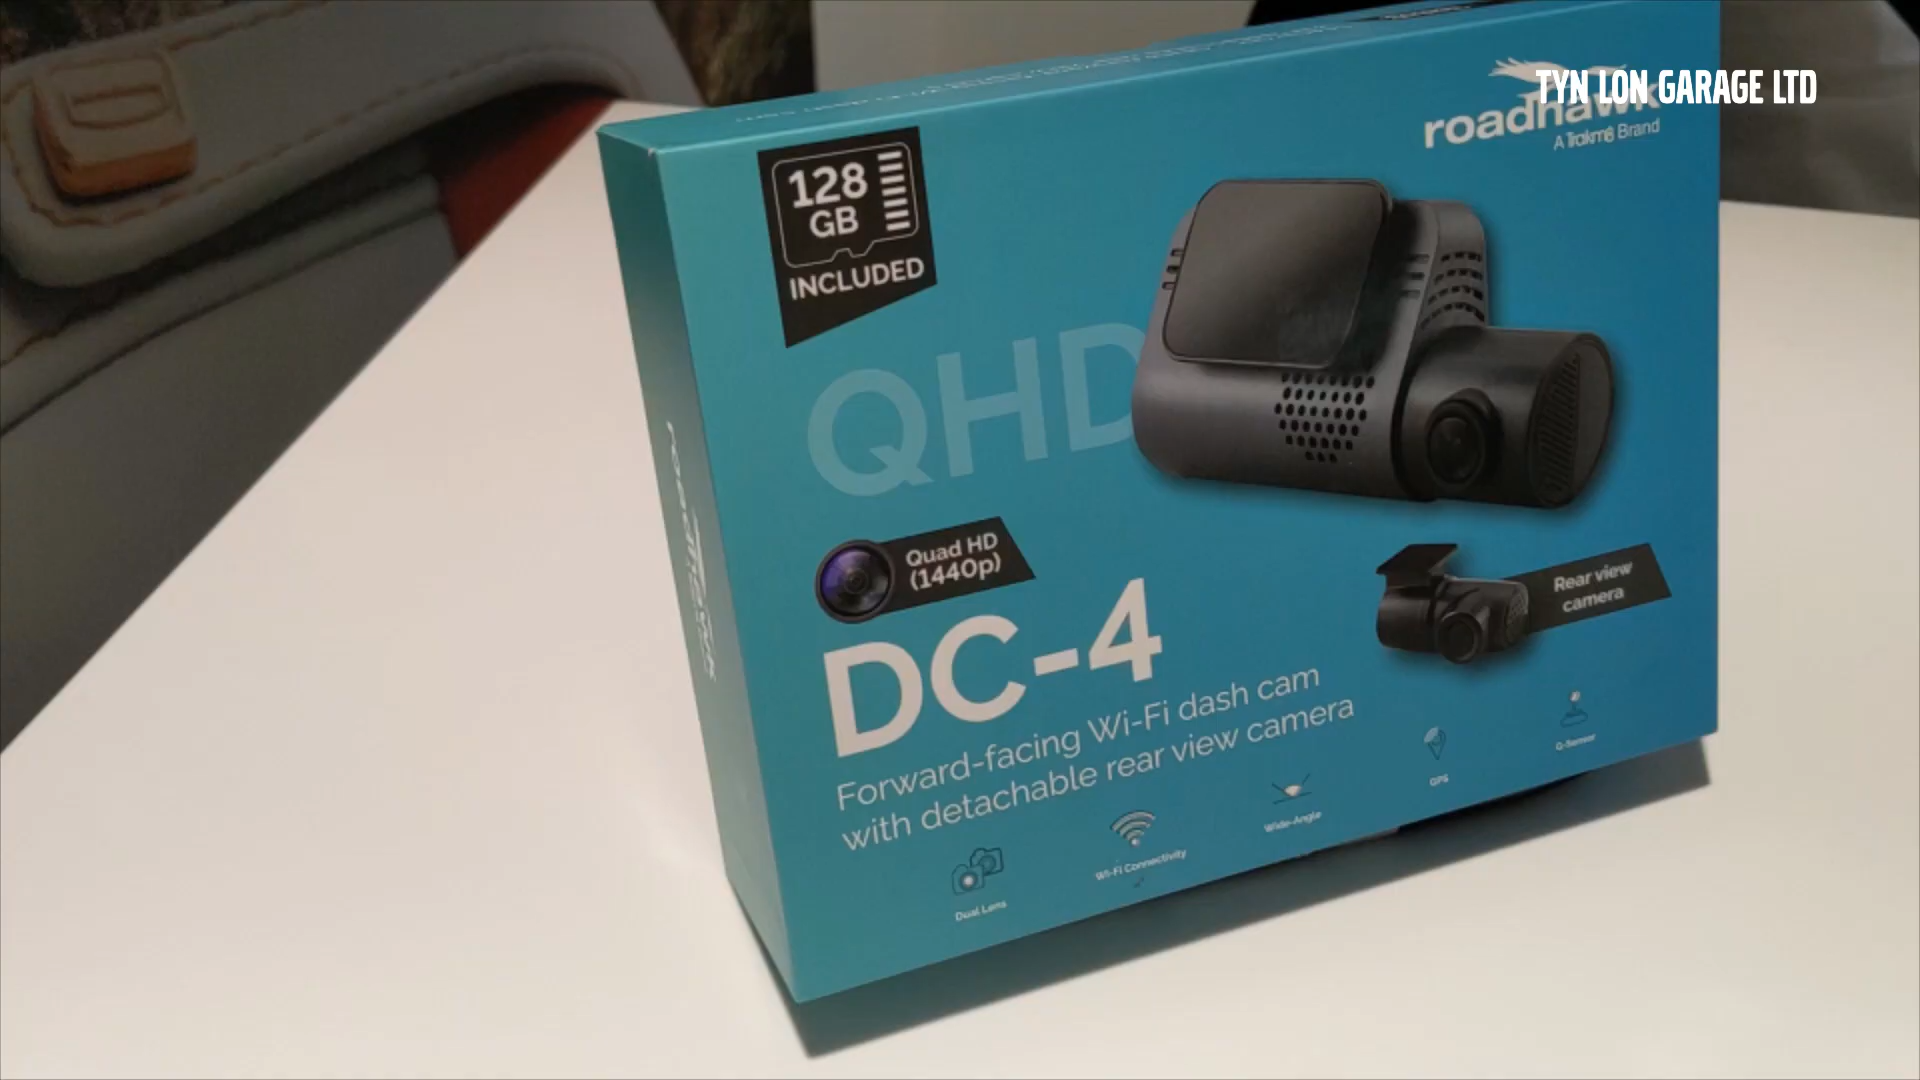 TYN LON GARAGE LTD
roadhawk
A Trakm8 Brand
128
GB
INCLUDED
QHD
Quad HD
(1440p)
DC-4
Forward-facing Wi-Fi dash cam
with detachable rear view camera
Rear view
camera
Dual Lens
Wi-Fi Connectivity
Wide-Angle
GPS
G-Sensor
roadhawk